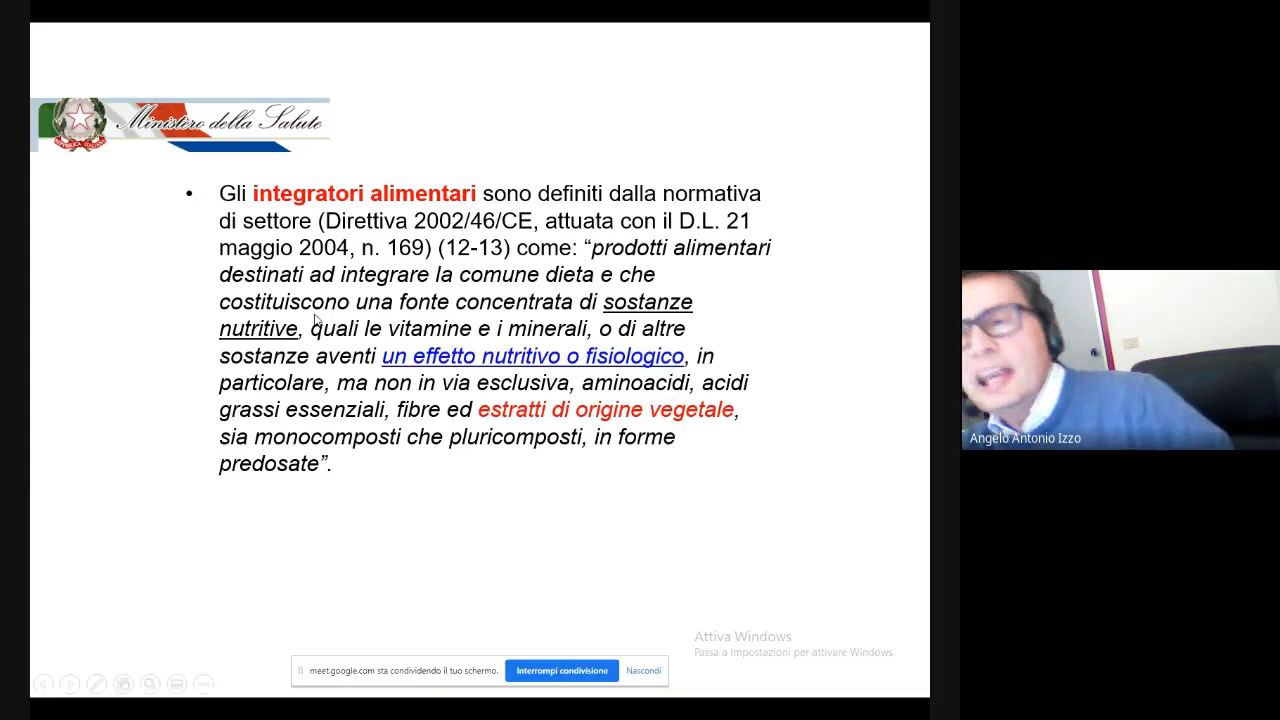 Ministero della Salute
REPUBBLICA ITALIANA
• Gli integratori alimentari sono definiti dalla normativa
di settore (Direttiva 2002/46/CE, attuata con il D.L. 21
maggio 2004, n. 169) (12-13) come: “prodotti alimentari
destinati ad integrare la comune dieta e che
costituiscono una fonte concentrata di sostanze
nutritive, quali le vitamine e i minerali, o di altre
sostanze aventi un effetto nutritivo o fisiologico, in
particolare, ma non in via esclusiva, aminoacidi, acidi
grassi essenziali, fibre ed estratti di origine vegetale,
sia monocomposti che pluricomposti, in forme
predosate”.
Angelo Antonio Izzo
Attiva Windows
Passa a Impostazioni per attivare Windows.
meet.google.com sta condividendo il tuo schermo. Interrompi condivisione Nascondi